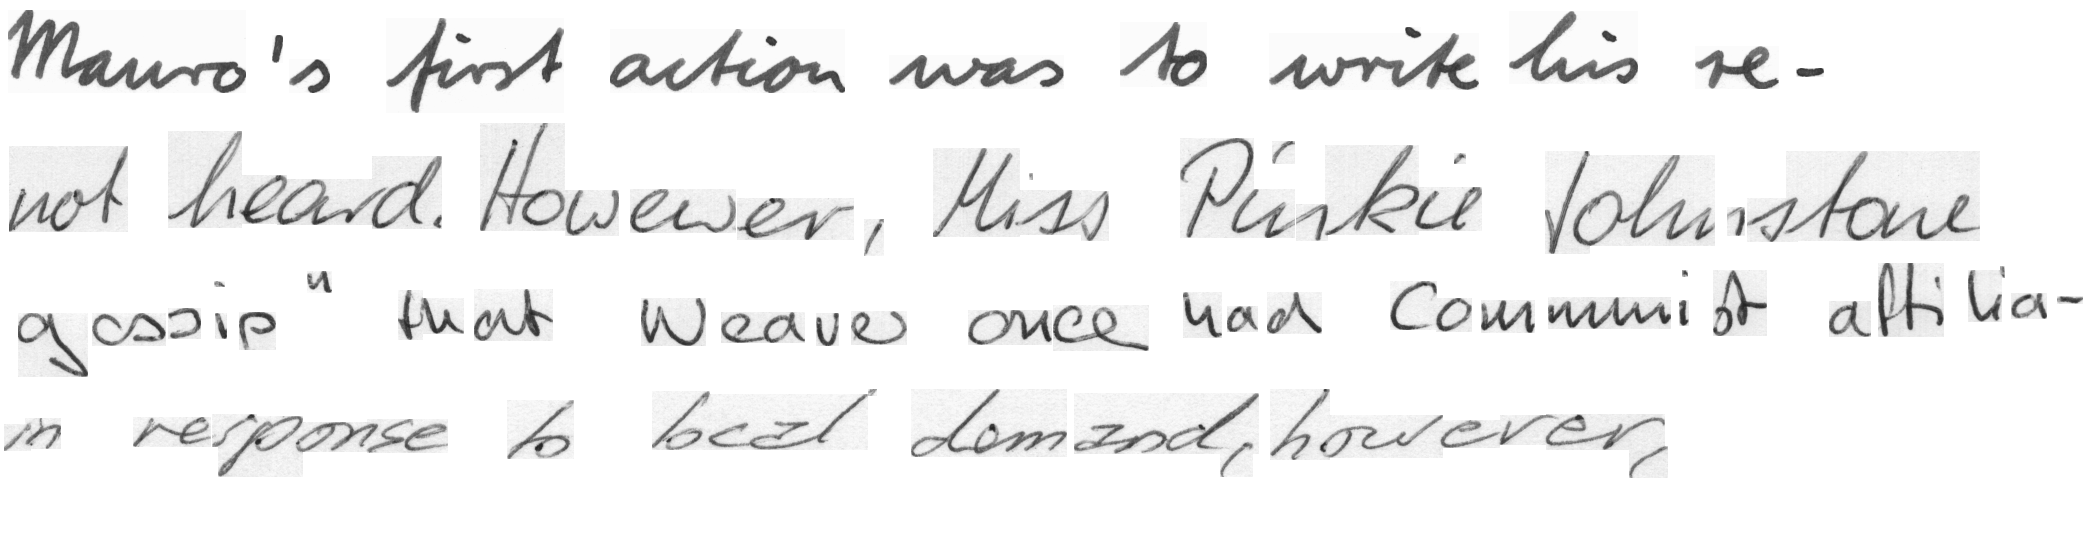 Mauro's first action was to write his re-
not heard. However, Miss Pinkie Johnstone
gossip" that Weaver once had Communist affilia-
in response to local demand, however,